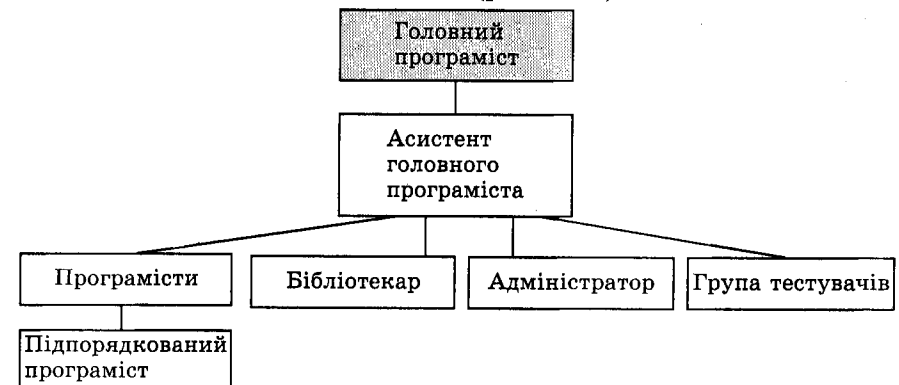 Головний
програміст
Асистент
головного
програміста
Програмісти
Бібліотекар
Адміністратор
Група тестувачів
Підпорядкований
програміст